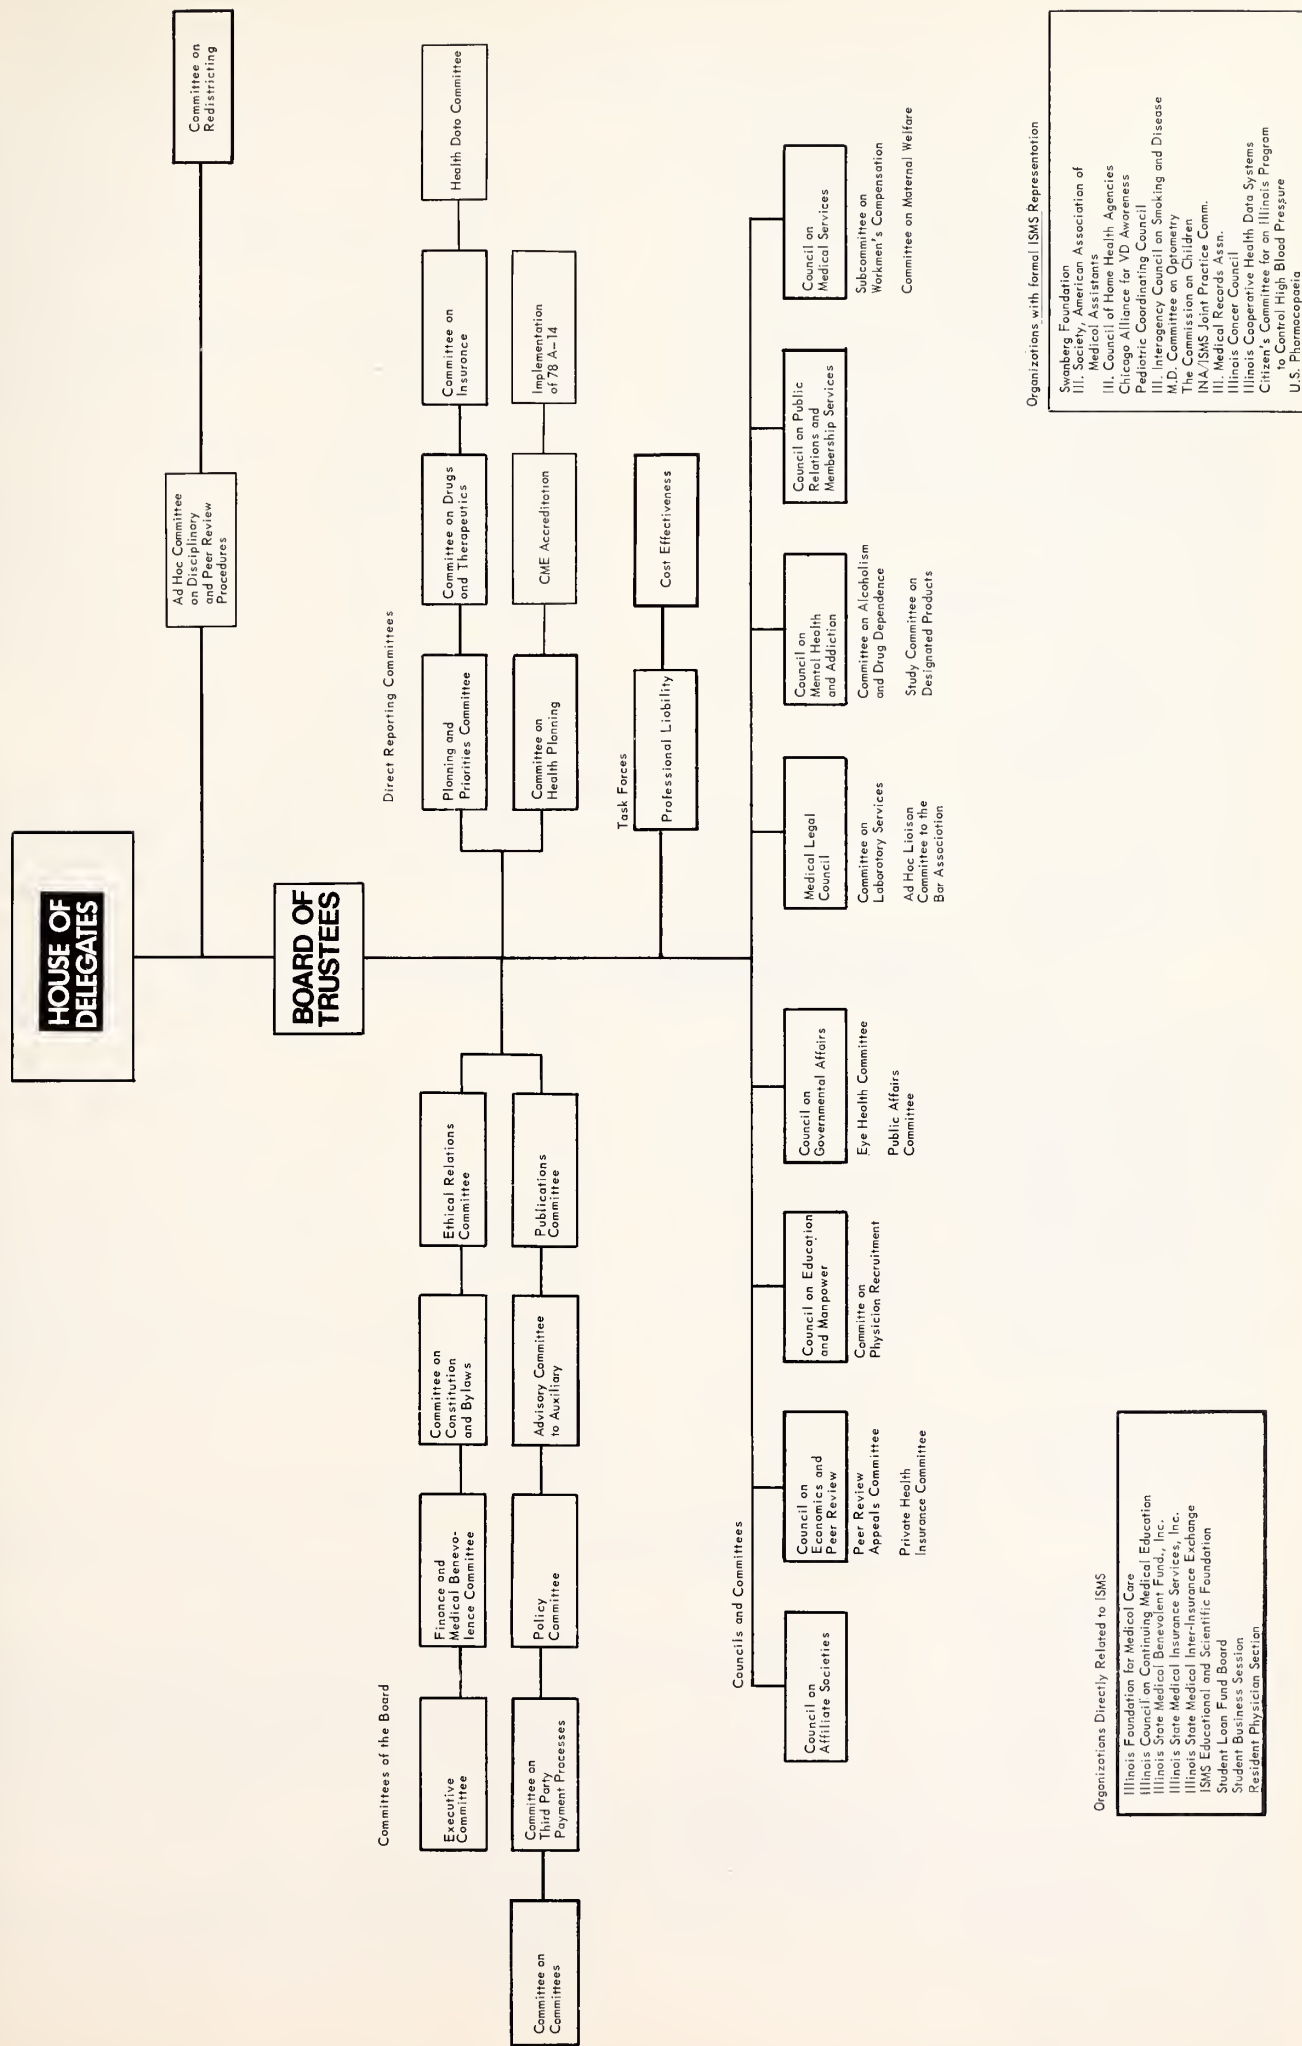 HOUSE OF
DELEGATES
Ad Hoc Committee
on Disciplinary
and Peer Review
Procedures
Committee on
Redistricting
BOARD OF
TRUSTEES
Committees of the Board
Executive
Committee
Finance and
Medical Benevo-
lence Committee
Committee on
Constitution
and Bylaws
Ethical Relations
Committee
Committee on
Committees
Committee on
Third Party
Payment Processes
Policy
Committee
Advisory Committee
to Auxiliary
Publications
Committee
Direct Reporting Committees
Planning and
Priorities Committee
Committee on Drugs
and Therapeutics
Committee on
Insurance
Health Data Committee
Committee on
Health Planning
CME Accreditation
Implementation
of 78 A-14
Task Forces
Professional Liability
Cost Effectiveness
Councils and Committees
Council on
Affiliate Societies
Council on
Economics and
Peer Review
Peer Review
Appeals Committee
Private Health
Insurance Committee
Council on Education
and Manpower
Committe on
Physician Recruitment
Council on
Governmental Affairs
Eye Health Committee
Public Affairs
Committee
Medical Legal
Council
Committee on
Laboratory Services
Ad Hoc Liaison
Committee to the
Bar Association
Council on
Mental Health
and Addiction
Committee on Alcoholism
and Drug Dependence
Study Committee on
Designated Products
Council on Public
Relations and
Membership Services
Council on
Medical Services
Subcommittee on
Workmen's Compensation
Committee on Maternal Welfare
Organizations Directly Related to ISMS
Illinois Foundation for Medical Care
Illinois Council on Continuing Medical Education
Illinois State Medical Benevolent Fund., Inc.
Illinois State Medical Insurance Services, Inc.
Illinois State Medical Inter-Insurance Exchange
ISMS Educational and Scientific Foundation
Student Loan Fund Board
Student Business Session
Resident Physician Section
Organizations with formal ISMS Representation
Swanberg Foundation
Ill. Society, American Association of
Medical Assistants
Ill. Council of Home Health Agencies
Chicago Alliance for VD Awareness
Pediatric Coordinating Council
Ill. Interagency Council on Smoking and Disease
M.D. Committee on Optometry
The Commission on Children
INA/ISMS Joint Practice Comm.
Ill. Medical Records Assn.
Illinois Cancer Council
Illinois Cooperative Health Data Systems
Citizen's Committee for an Illinois Program
to Control High Blood Pressure
U.S. Pharmacopaeia